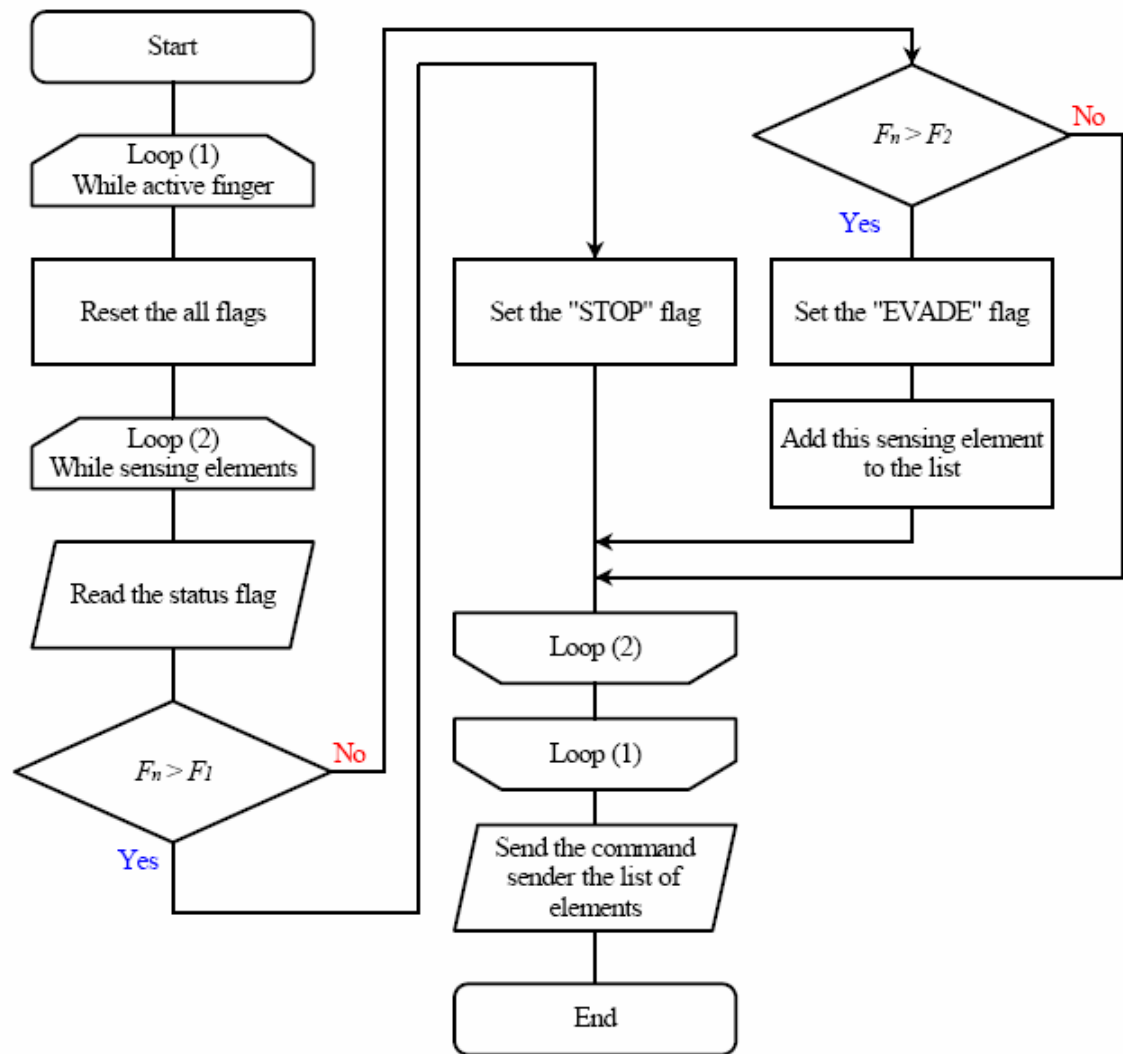 Start
Loop (1)
While active finger
Reset the all flags
Loop (2)
While sensing elements
Read the status flag
Fn > F1
No
Yes
Set the "STOP" flag
Fn > F2
No
Yes
Set the "EVADE" flag
Add this sensing element
to the list
Loop (2)
Loop (1)
Send the command
sender the list of
elements
End